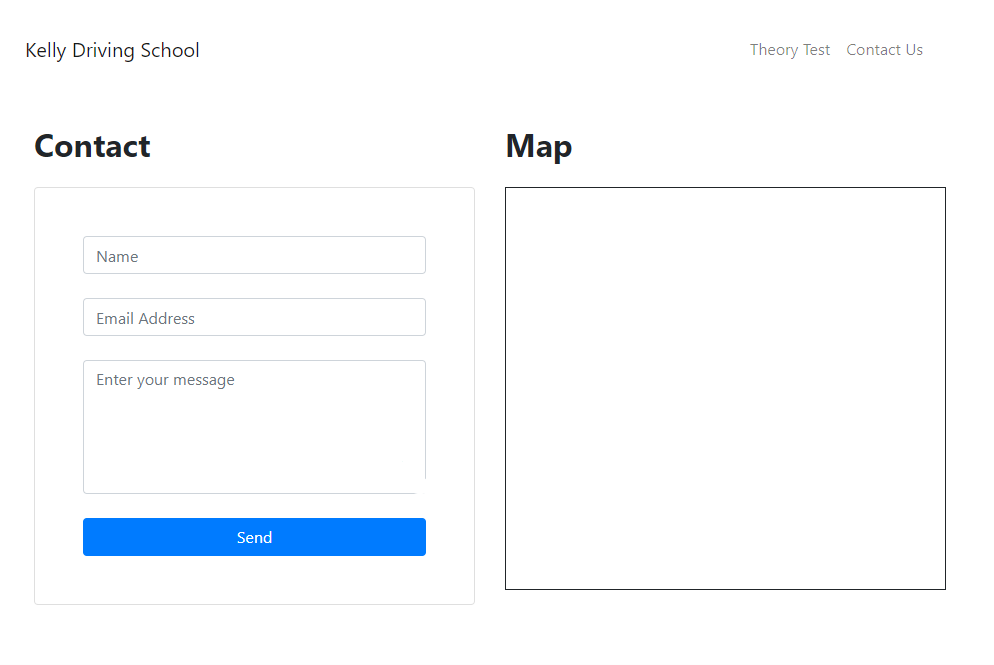 Kelly Driving School
Theory Test Contact Us
Contact
Map
Name
Email Address
Enter your message
Send